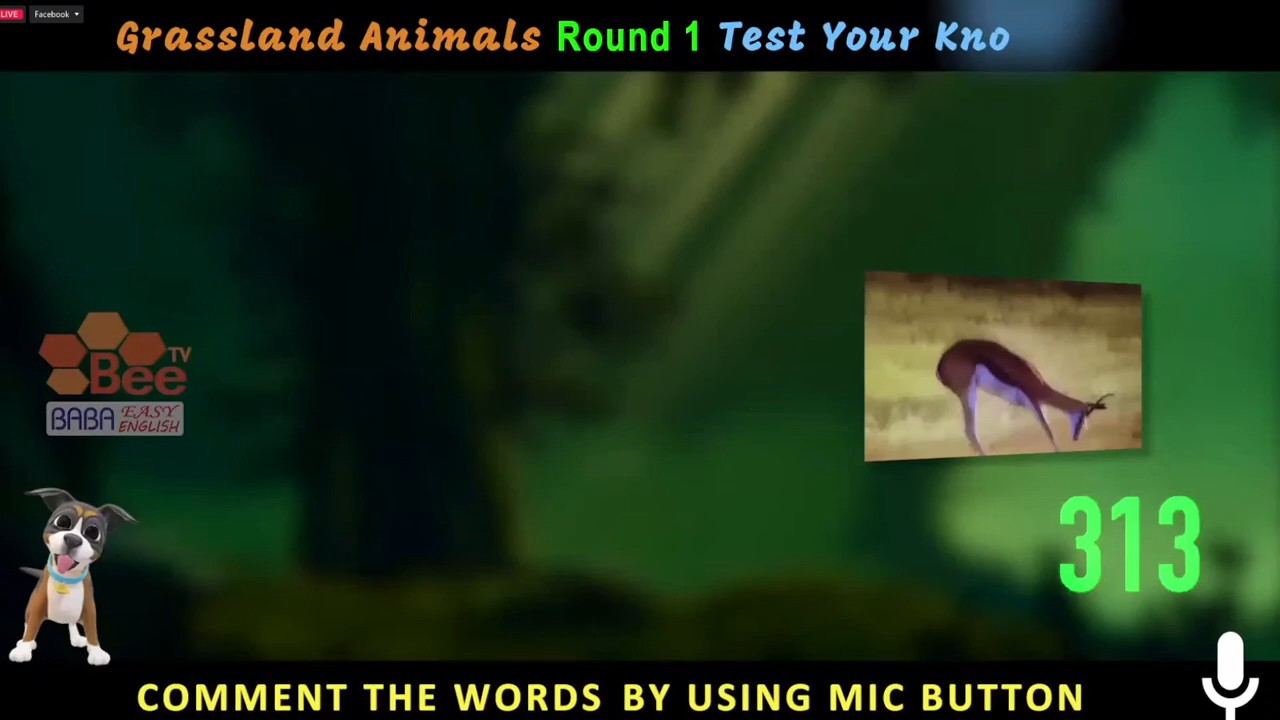 LIVE Facebook
Grassland Animals Round 1 Test Your Kno
TV
Bee
BABA EASY ENGLISH
313
COMMENT THE WORDS BY USING MIC BUTTON